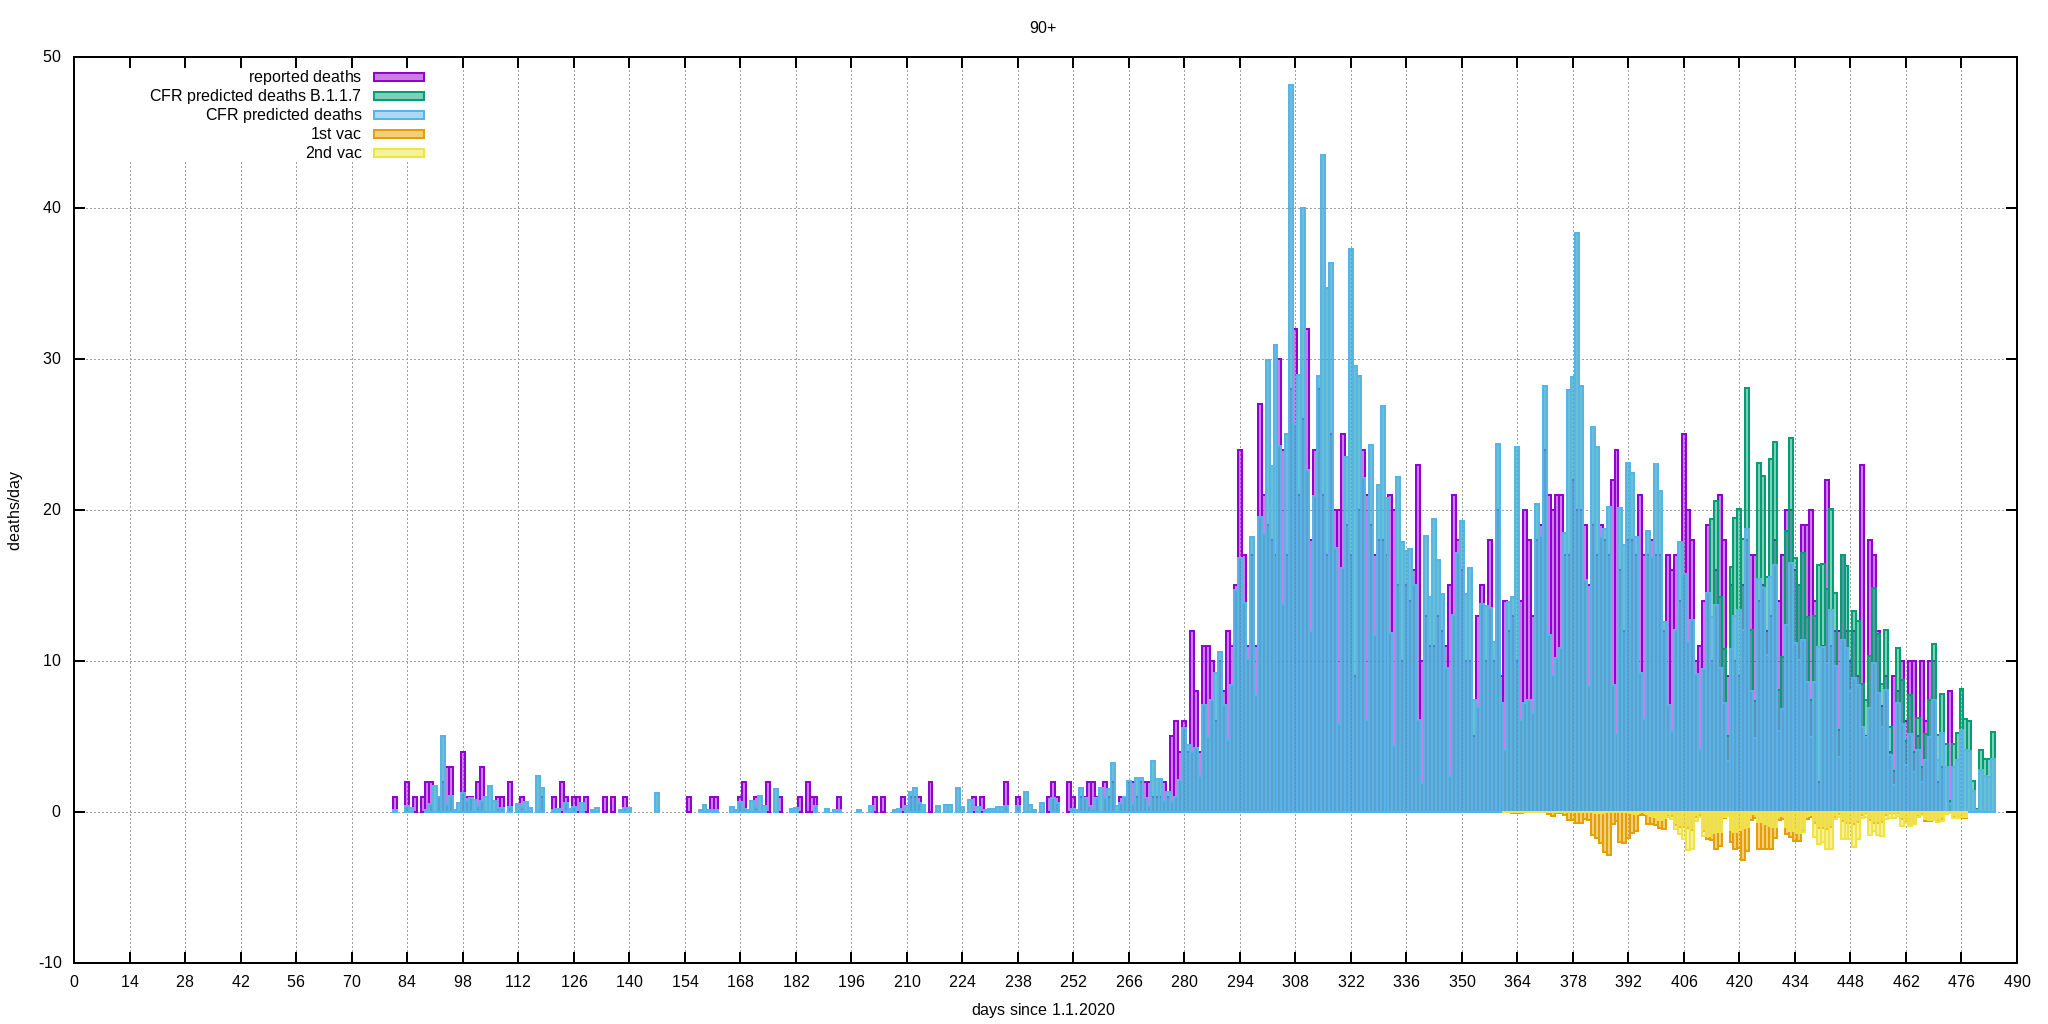 90+
50
40
30
20
10
0
-10
deaths/day
reported deaths
CFR predicted deaths B.1.1.7
CFR predicted deaths
1st vac
2nd vac
0 14 28 42 56 70 84 98 112 126 140 154 168 182 196 210 224 238 252 266 280 294 308 322 336 350 364 378 392 406 420 434 448 462 476 490
days since 1.1.2020